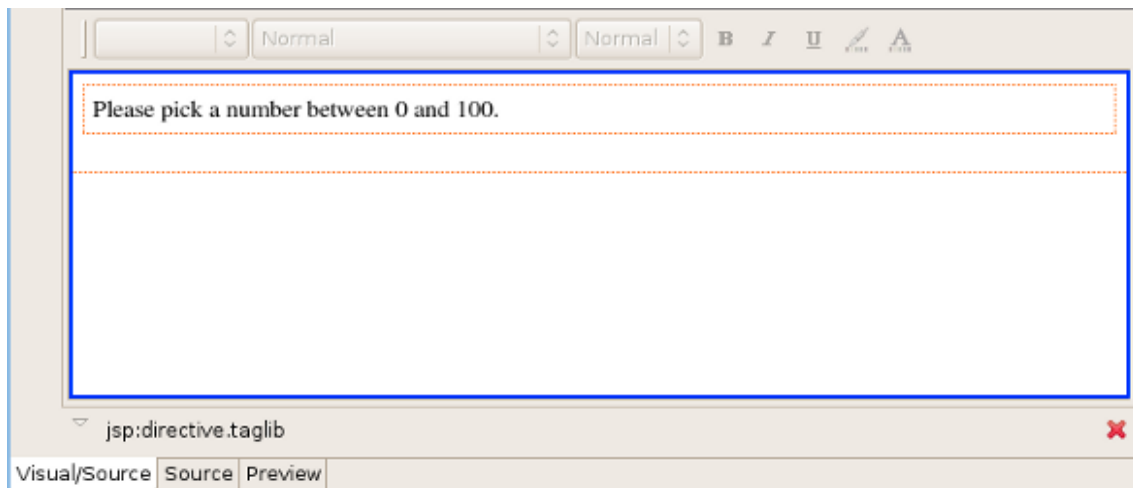 Normal Normal B I U A
Please pick a number between 0 and 100.
jsp:directive.taglib
Visual/Source Source Preview